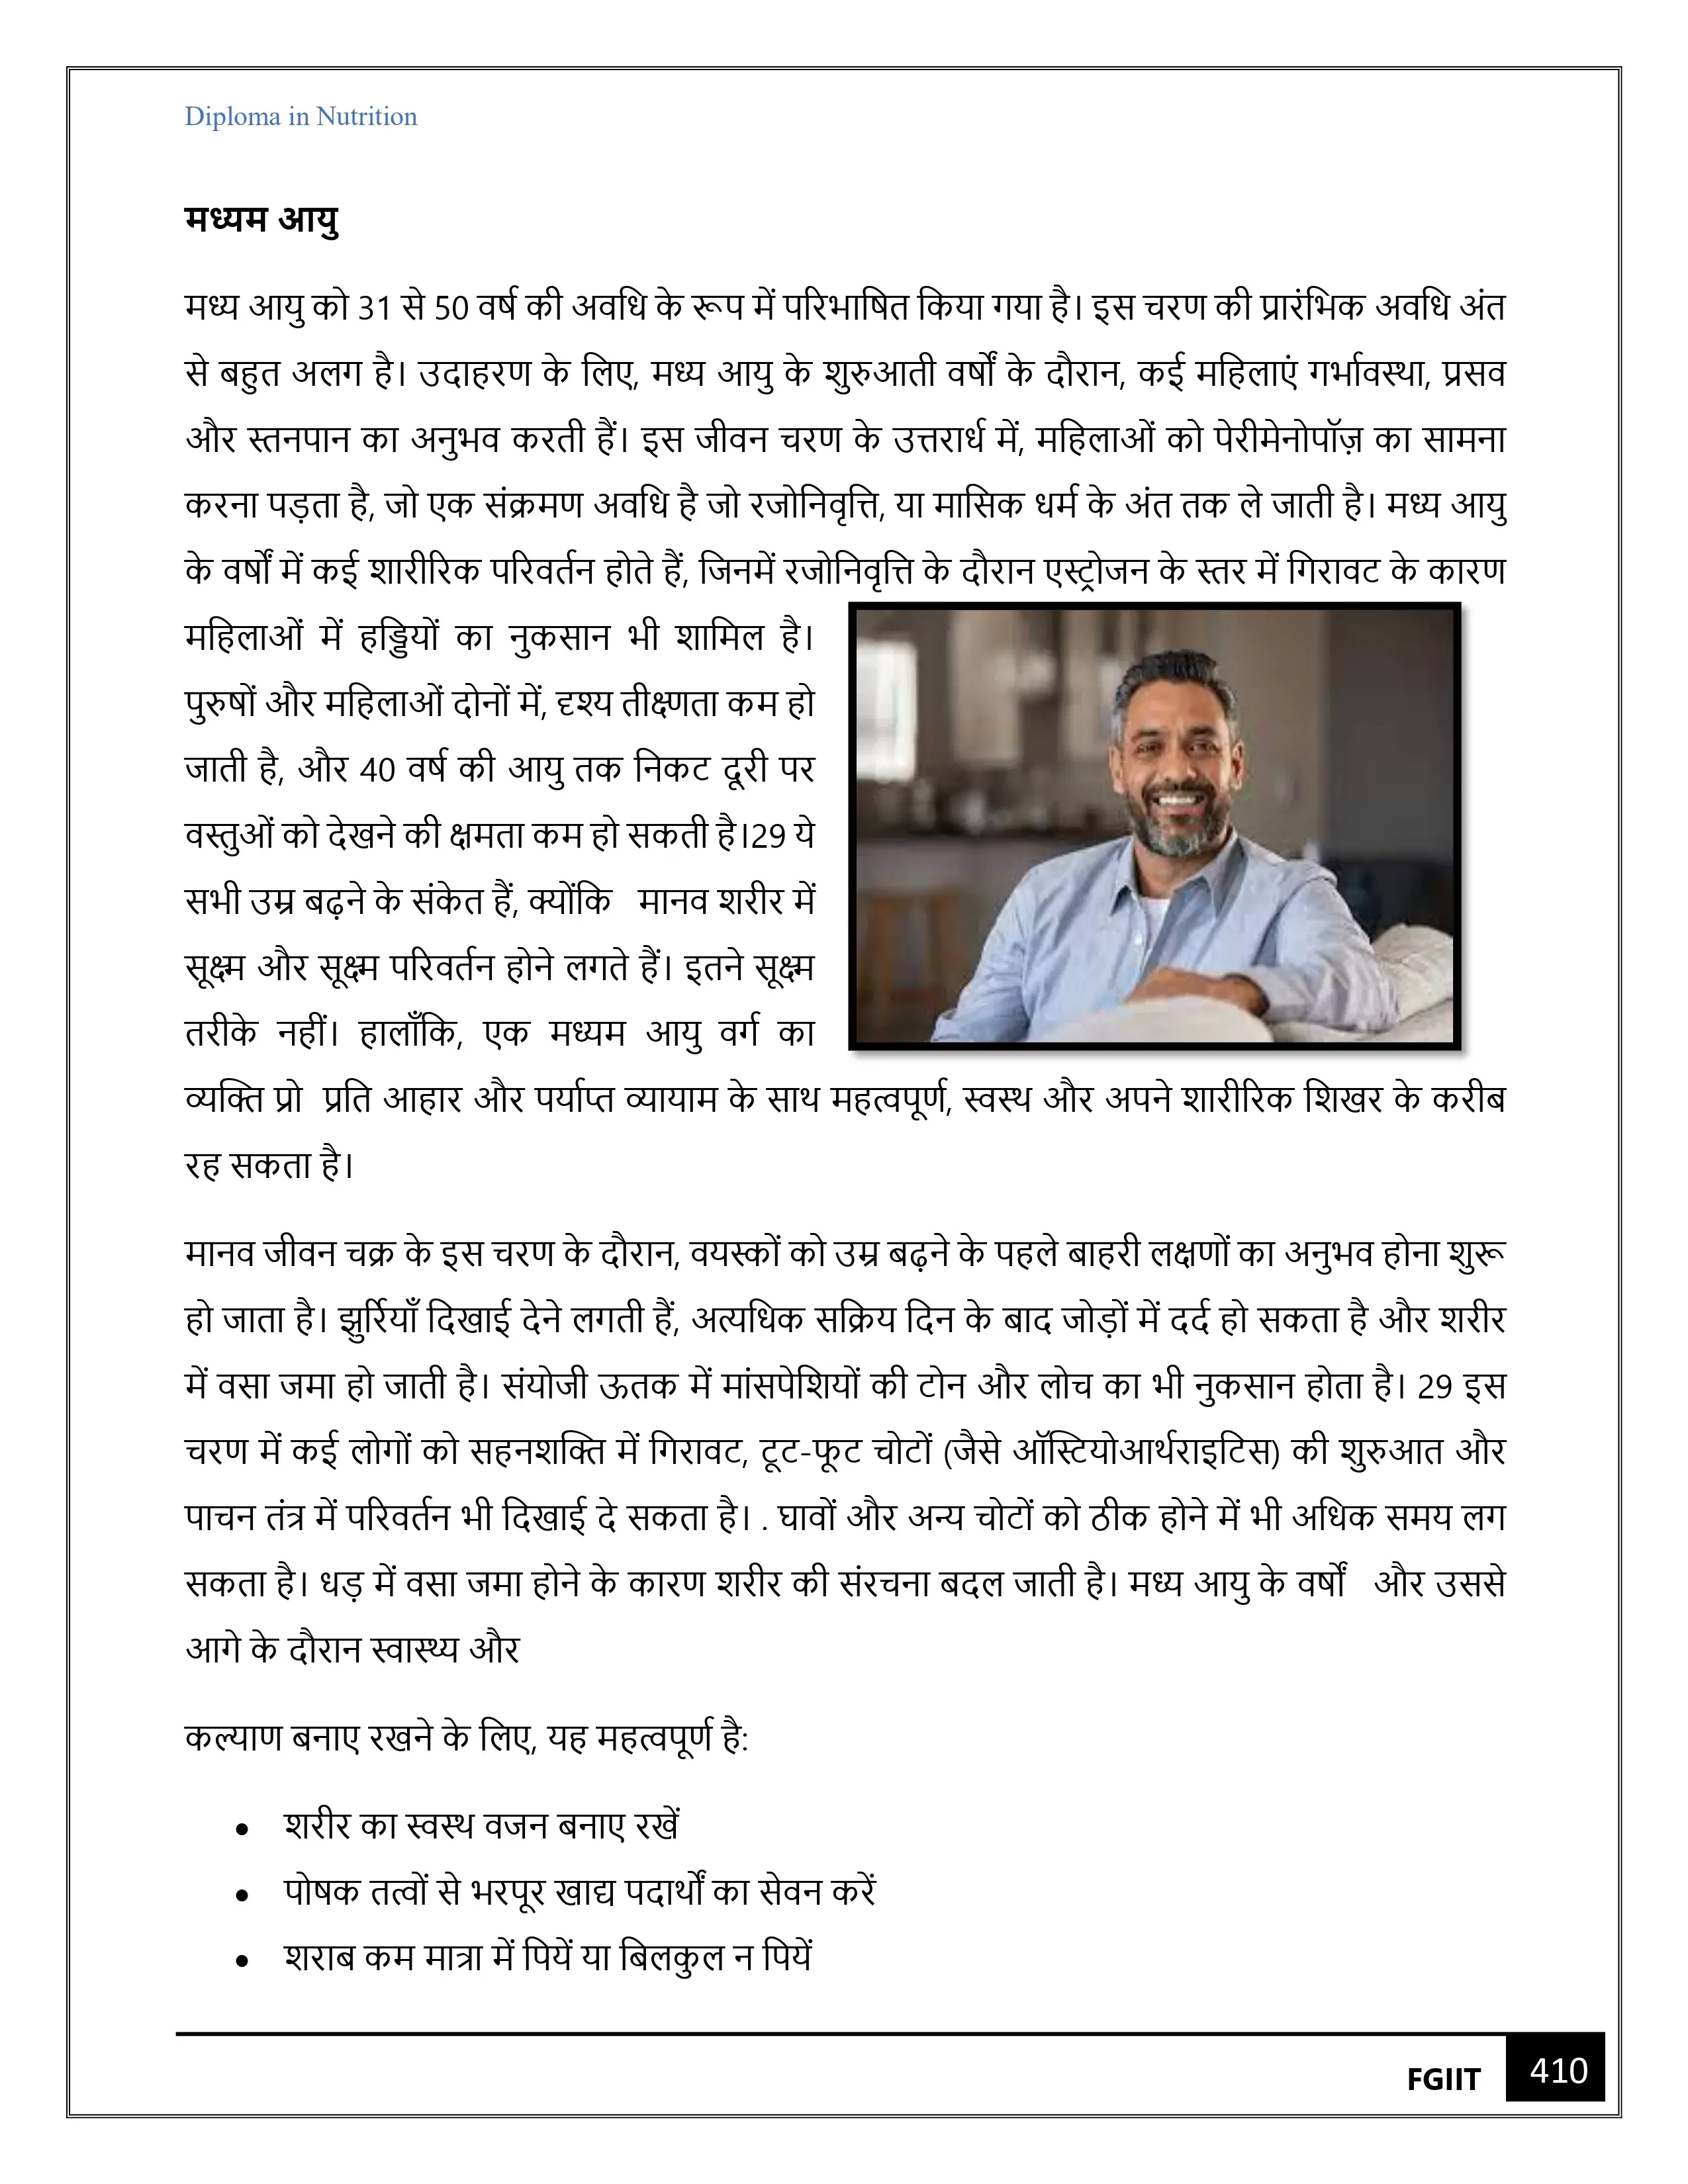 Diploma in Nutrition
मध्यम आयु
मध्य आयु को 31 से 50 वर्ष की अवधि के रूप में परिभाषित किया गया है। इस चरण की प्रारंभिक अवधि अंत
से बहुत अलग है। उदाहरण के लिए, मध्य आयु के शुरुआती वर्षों के दौरान, कई महिलाएं गर्भावस्था, प्रसव
और स्तनपान का अनुभव करती हैं। इस जीवन चरण के उत्तरार्ध में, महिलाओं को पेरीमेनोपॉज़ का सामना
करना पड़ता है, जो एक संक्रमण अवधि है जो रजोनिवृत्ति, या मासिक धर्म के अंत तक ले जाती है। मध्य आयु
के वर्षों में कई शारीरिक परिवर्तन होते हैं, जिनमें रजोनिवृत्ति के दौरान एस्ट्रोजन के स्तर में गिरावट के कारण
महिलाओं में हड्डियों का नुकसान भी शामिल है।
पुरुषों और महिलाओं दोनों में, दृश्य तीक्ष्णता कम हो
जाती है, और 40 वर्ष की आयु तक निकट दूरी पर
वस्तुओं को देखने की क्षमता कम हो सकती है।29 ये
सभी उम्र बढ़ने के संकेत हैं, क्योंकि मानव शरीर में
सूक्ष्म और सूक्ष्म परिवर्तन होने लगते हैं। इतने सूक्ष्म
तरीके नहीं। हालाँकि, एक मध्यम आयु वर्ग का
व्यक्ति प्रो प्रति आहार और पर्याप्त व्यायाम के साथ महत्वपूर्ण, स्वस्थ और अपने शारीरिक शिखर के करीब
रह सकता है।
मानव जीवन चक्र के इस चरण के दौरान, वयस्कों को उम्र बढ़ने के पहले बाहरी लक्षणों का अनुभव होना शुरू
हो जाता है। झुर्रियाँ दिखाई देने लगती हैं, अत्यधिक सक्रिय दिन के बाद जोड़ों में दर्द हो सकता है और शरीर
में वसा जमा हो जाती है। संयोजी ऊतक में मांसपेशियों की टोन और लोच का भी नुकसान होता है। 29 इस
चरण में कई लोगों को सहनशक्ति में गिरावट, टूट-फूट चोटों (जैसे ऑस्टियोआर्थराइटिस) की शुरुआत और
पाचन तंत्र में परिवर्तन भी दिखाई दे सकता है। . घावों और अन्य चोटों को ठीक होने में भी अधिक समय लग
सकता है। धड़ में वसा जमा होने के कारण शरीर की संरचना बदल जाती है। मध्य आयु के वर्षों और उससे
आगे के दौरान स्वास्थ्य और
कल्याण बनाए रखने के लिए, यह महत्वपूर्ण है:
• शरीर का स्वस्थ वजन बनाए रखें
• पोषक तत्वों से भरपूर खाद्य पदार्थों का सेवन करें
• शराब कम मात्रा में पियें या बिलकुल न पियें
FGIIT 410